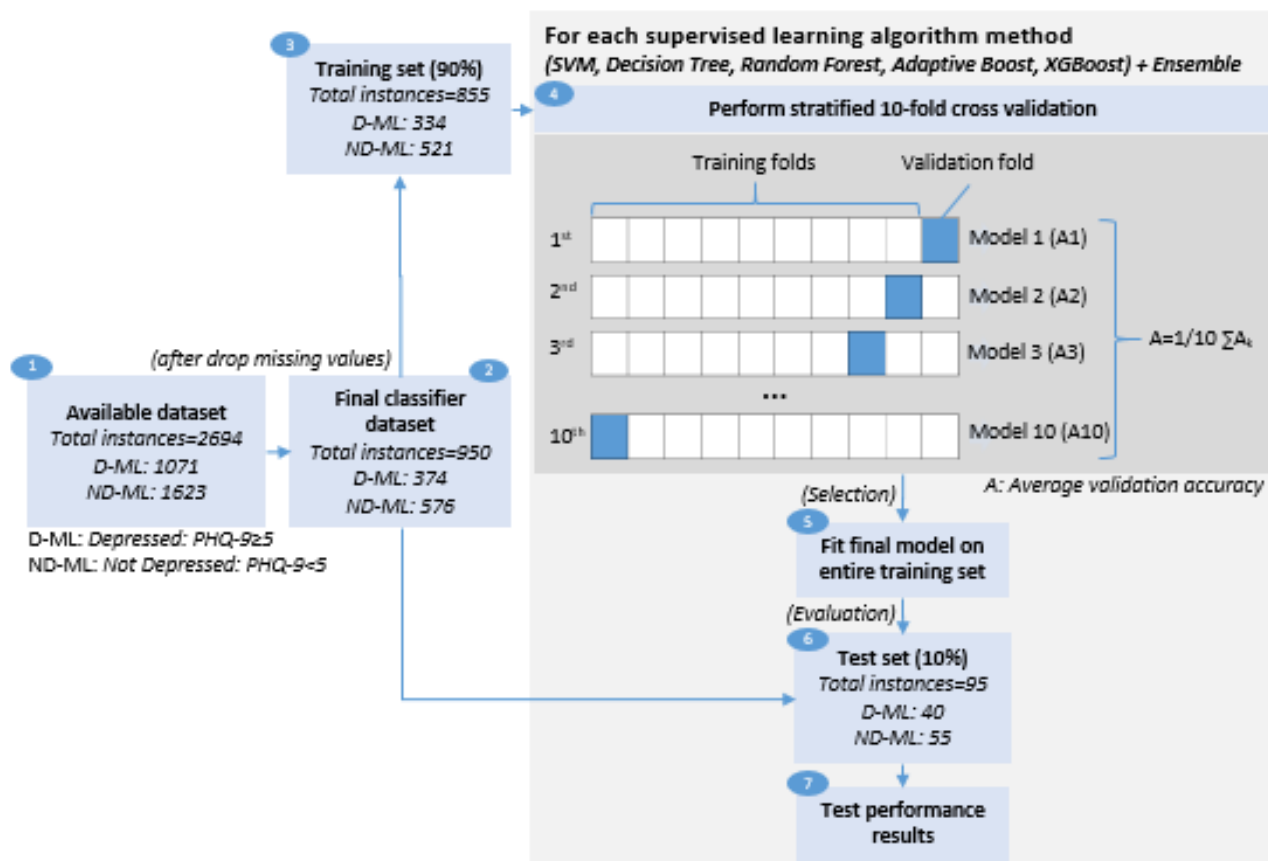 3
Training set (90%)
Total instances=855
D-ML: 334
ND-ML: 521
For each supervised learning algorithm method
(SVM, Decision Tree, Random Forest, Adaptive Boost, XGBoost) + Ensemble
4
Perform stratified 10-fold cross validation
Training folds
Validation fold
1st
Model 1 (A1)
2nd
Model 2 (A2)
3rd
Model 3 (A3)
...
10th
Model 10 (A10)
A=1/10 ∑Aₖ
A: Average validation accuracy
(after drop missing values)
1
Available dataset
Total instances=2694
D-ML: 1071
ND-ML: 1623
2
Final classifier
dataset
Total instances=950
D-ML: 374
ND-ML: 576
D-ML: Depressed: PHQ-9≥5
ND-ML: Not Depressed: PHQ-9<5
(Selection)
5
Fit final model on
entire training set
(Evaluation)
6
Test set (10%)
Total instances=95
D-ML: 40
ND-ML: 55
7
Test performance
results